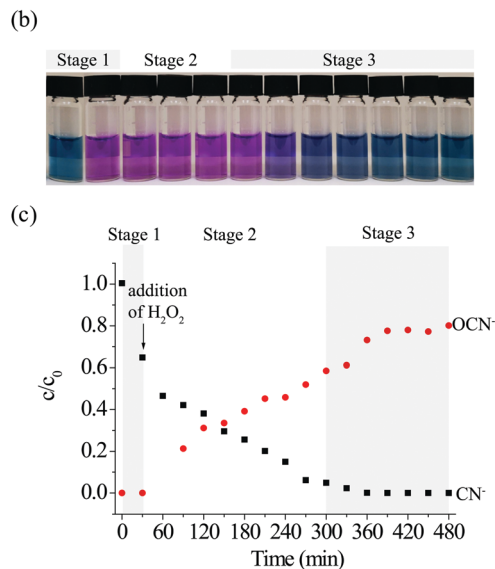 (b)
Stage 1 Stage 2 Stage 3
(c)
Stage 1 Stage 2 Stage 3
1.0
addition
of H₂O₂
0.8
OCN⁻
0.6
c/c₀
0.4
0.2
0.0
CN⁻
0 60 120 180 240 300 360 420 480
Time (min)